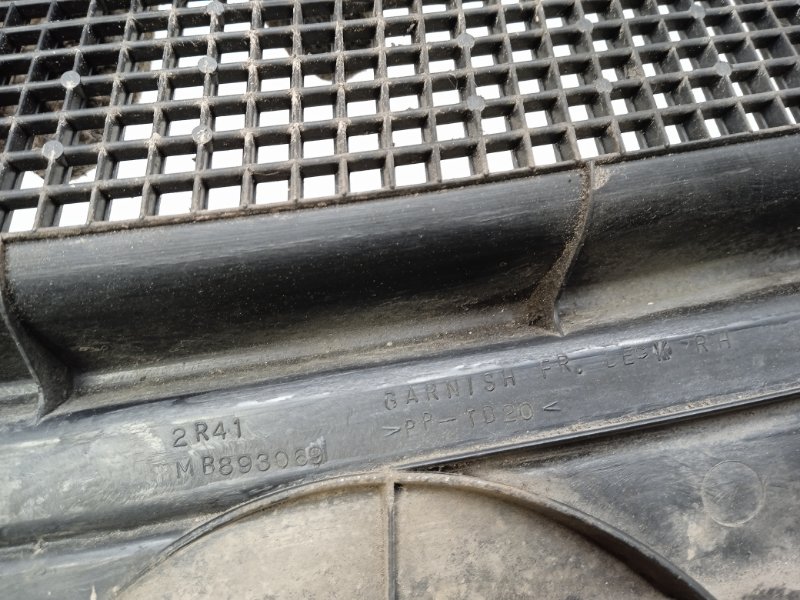 GARNISH FR. DECK RH
>PP-TD20<
2R41
MB893069